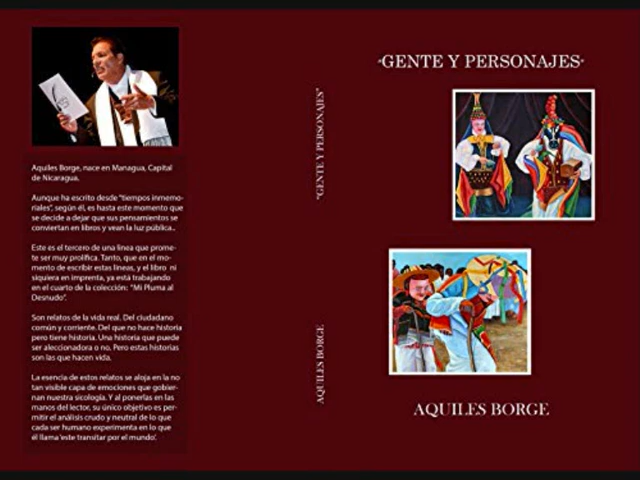 Aquiles Borge, nace en Managua, Capital
de Nicaragua.
Aunque ha escrito desde "tiempos inmemo-
riales", según él, es hasta este momento que
se decide a dejar que sus pensamientos se
conviertan en libros y vean la luz pública..
Este es el tercero de una linea que prome-
te ser muy prolífica. Tanto, que en el mo-
mento de escribir estas líneas, y el libro ni
siquiera en imprenta, ya está trabajando
en el cuarto de la colección: "Mi Pluma al
Desnudo".
Son relatos de la vida real. Del ciudadano
común y corriente. Del que no hace historia
pero tiene historia. Una historia que puede
ser aleccionadora o no. Pero estas historias
son las que hacen vida.
La esencia de estos relatos se aloja en la no
tan visible capa de emociones que gobier-
nan nuestra sicología. Y al ponerlas en las
manos del lector, su único objetivo es per-
mitir el análisis crudo y neutral de lo que
cada ser humano experimenta en lo que
él llama 'este transitar por el mundo'.
"GENTE Y PERSONAJES"
AQUILES BORGE
"GENTE Y PERSONAJES"
AQUILES BORGE